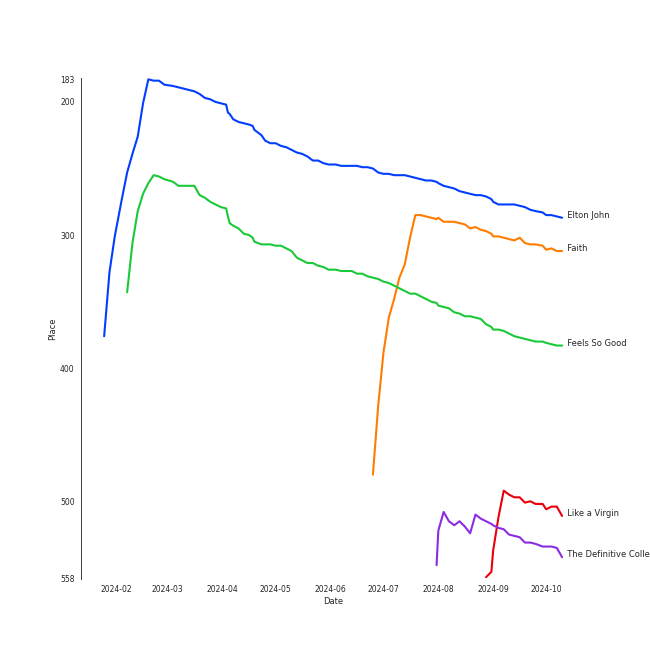 183
200
300
400
500
558
Place
2024-02
2024-03
2024-04
2024-05
2024-06
2024-07
2024-08
2024-09
2024-10
Date
Elton John
Faith
Feels So Good
Like a Virgin
The Definitive Colle